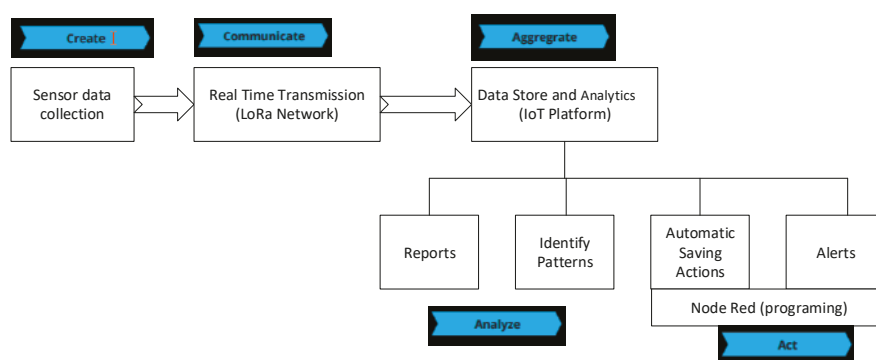 Create
Communicate
Aggregrate
Sensor data
collection
Real Time Transmission
(LoRa Network)
Data Store and Analytics
(IoT Platform)
Reports
Identify
Patterns
Automatic
Saving
Actions
Alerts
Node Red (programing)
Analyze
Act